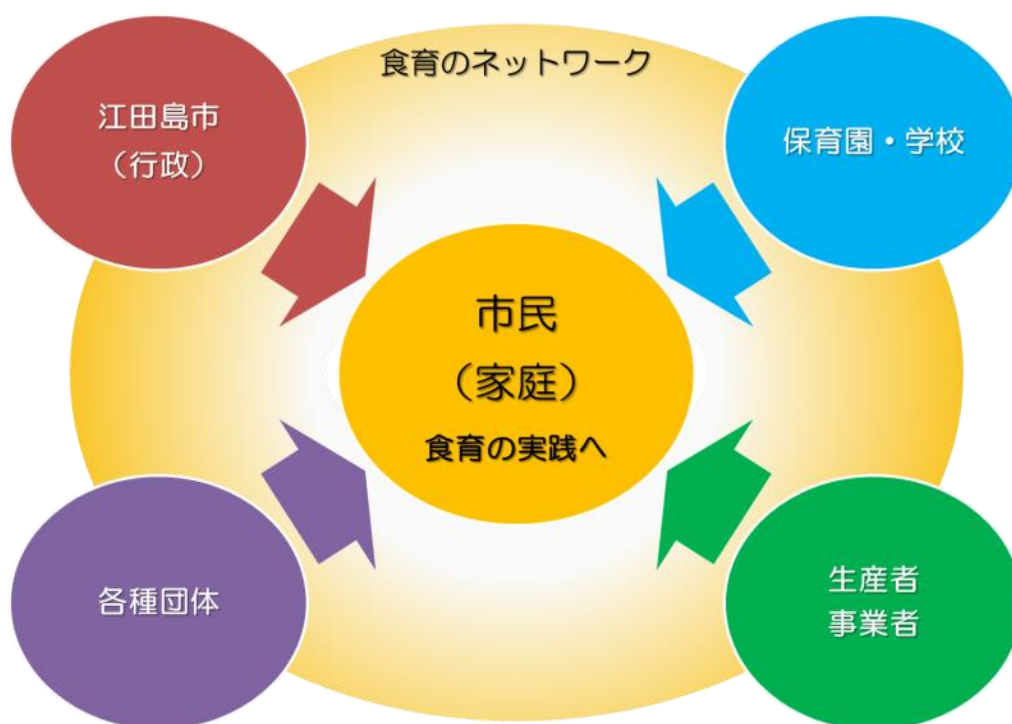 食育のネットワーク
江田島市
（行政）
保育園・学校
市民
（家庭）
食育の実践へ
各種団体
生産者
事業者